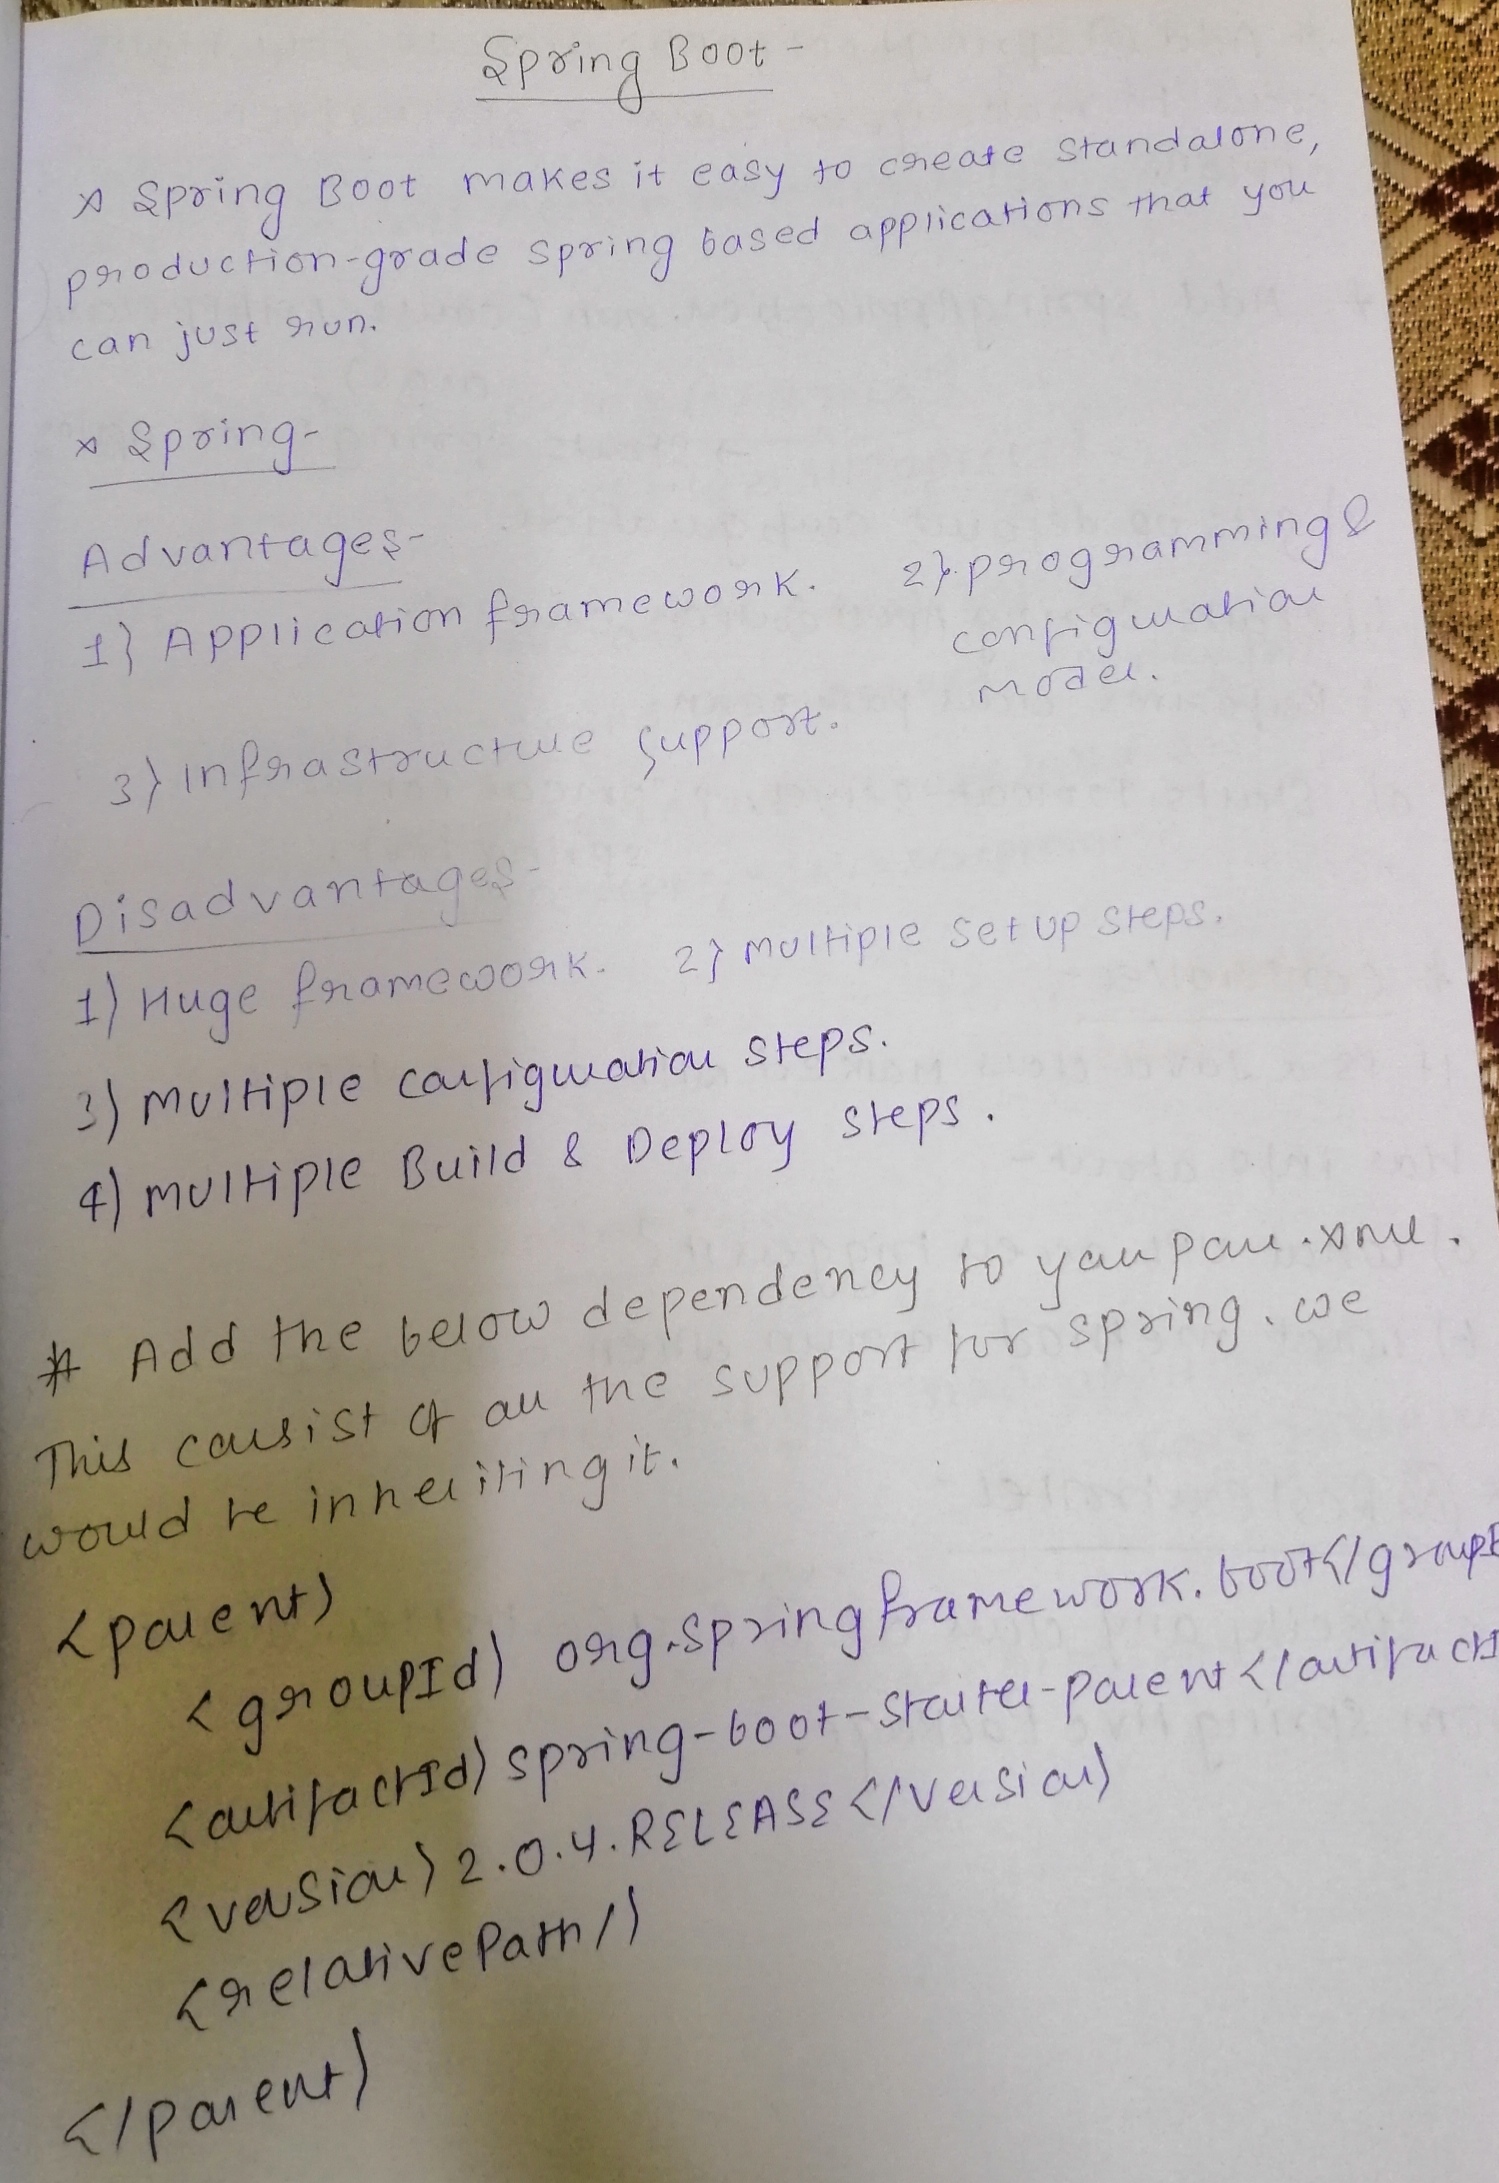 Spring Boot -
* Spring Boot makes it easy to create standalone,
production-grade spring based applications that you
can just run.
* Spring-
Advantages-
1} Application framework. 2} programming &
configuration
model.
3} Infrastructure support.
Disadvantages-
1) Huge framework. 2} Multiple set up steps.
3) Multiple configuration steps.
4) Multiple Build & Deploy steps.
* Add the below dependency to your pom.xml.
This consist of all the support for spring. we
would be inheriting it.
<parent>
<groupId> org.springframework.boot</groupI
<artifactId> spring-boot-starter-parent </artifactI
<version> 2.0.4.RELEASE </version>
<relativePath/>
</parent>